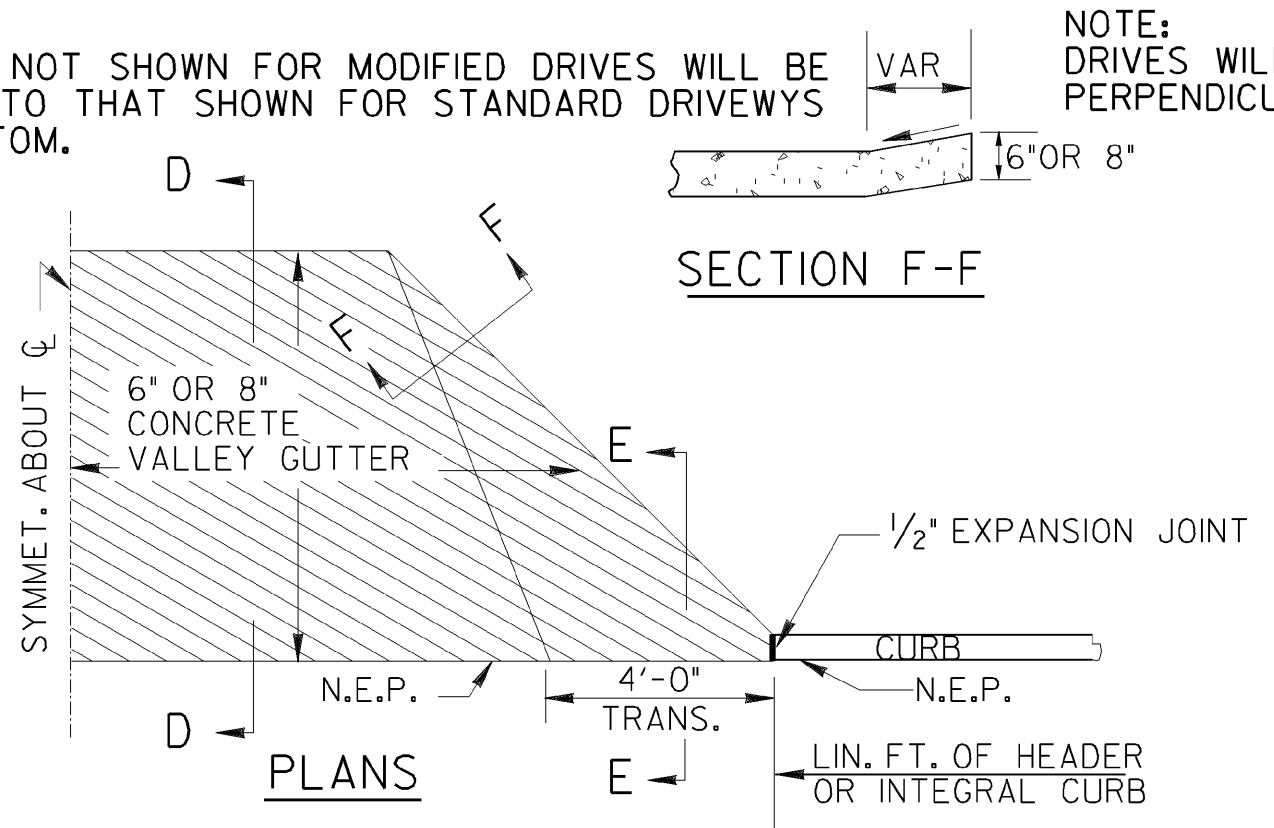 NOT SHOWN FOR MODIFIED DRIVES WILL BE
TO THAT SHOWN FOR STANDARD DRIVEWYS
TOM.
NOTE:
DRIVES WILL
PERPENDICU
VAR
6" OR 8"
SECTION F-F
D
F
F
SYMMET. ABOUT ℄
6" OR 8"
CONCRETE
VALLEY GUTTER
E
1/2" EXPANSION JOINT
CURB
N.E.P.
4'-0"
TRANS.
N.E.P.
D
PLANS
E
LIN. FT. OF HEADER
OR INTEGRAL CURB